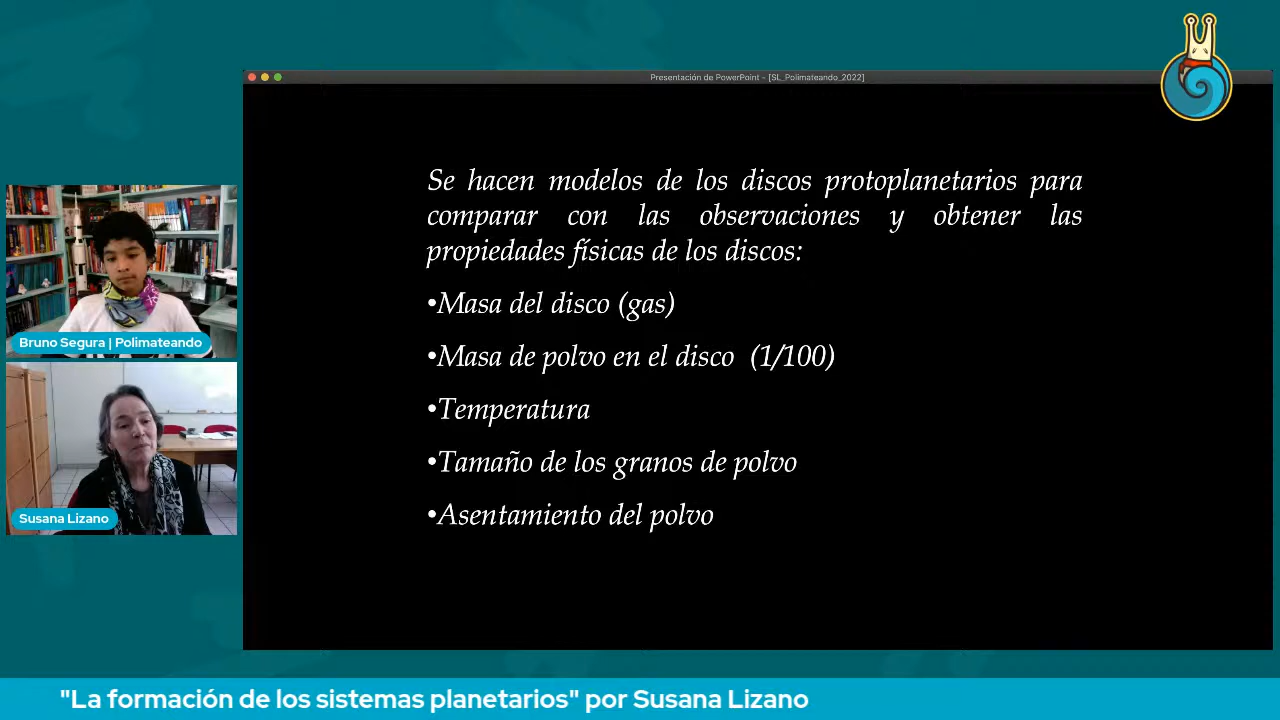 Presentación de PowerPoint - [SL_Polimateando_2022]
Se hacen modelos de los discos protoplanetarios para
comparar con las observaciones y obtener las
propiedades físicas de los discos:
•Masa del disco (gas)
•Masa de polvo en el disco (1/100)
•Temperatura
•Tamaño de los granos de polvo
•Asentamiento del polvo
Bruno Segura | Polimateando
Susana Lizano
"La formación de los sistemas planetarios" por Susana Lizano